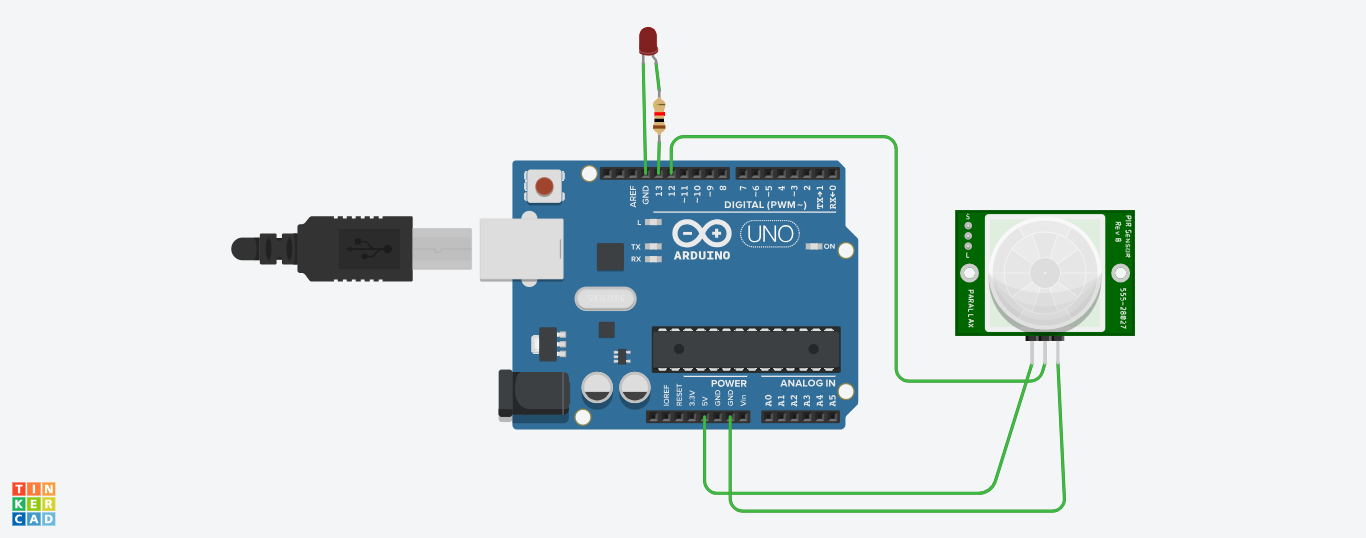 AREF
GND
13
12
~11
~10
~9
8
7
~6
~5
4
~3
2
TX→1
RX←0
DIGITAL (PWM~)
L
TX
RX
UNO
ON
ARDUINO
IOREF
RESET
3.3V
5V
GND
GND
Vin
POWER
ANALOG IN
A0
A1
A2
A3
A4
A5
S
L
PARALLAX
PIR SENSOR
Rev B
555-28027
TIN
KER
CAD